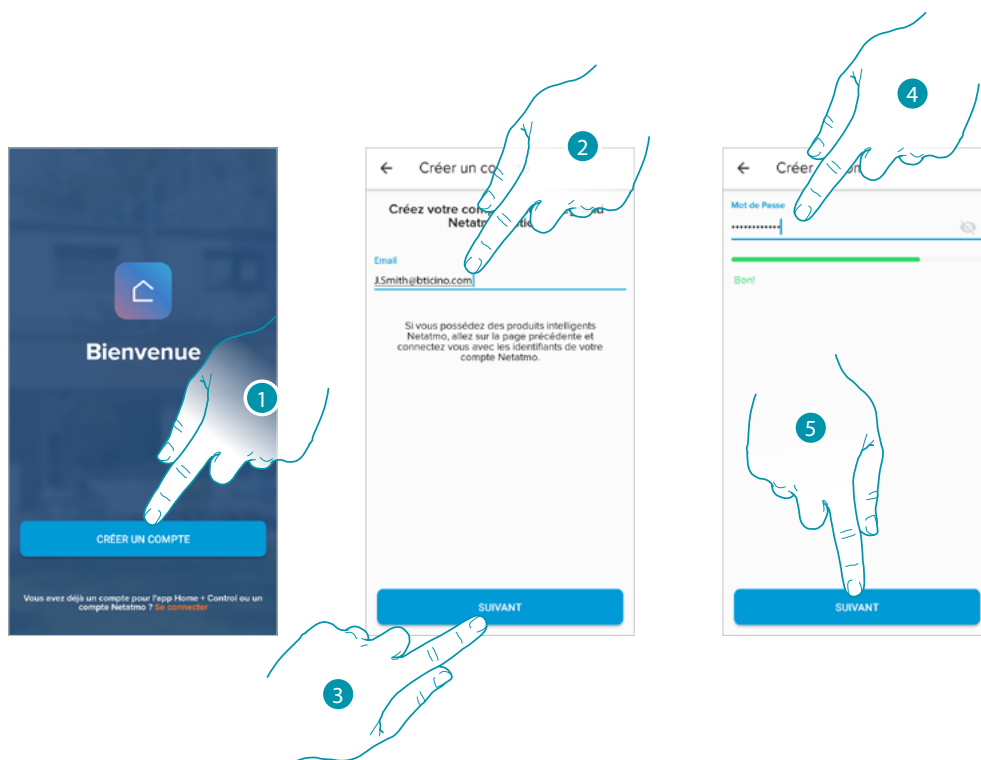 Bienvenue
CRÉER UN COMPTE
Vous avez déjà un compte pour l'app Home + Control ou un
compte Netatmo ? Se connecter
1
Créer un co
Créez votre com
Netatm
Email
J.Smith@bticino.com
Si vous possédez des produits intelligents
Netatmo, allez sur la page précédente et
connectez vous avec les identifiants de votre
compte Netatmo.
SUIVANT
2
3
Créer
Mot de Passe
••••••••••••
Bon!
SUIVANT
4
5